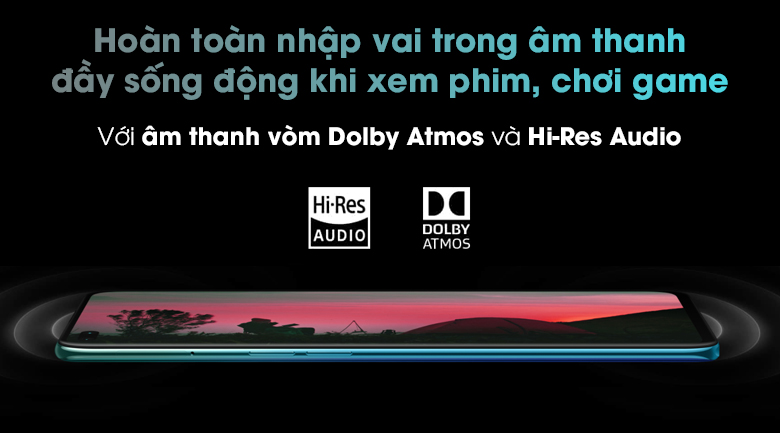 Hoàn toàn nhập vai trong âm thanh
đầy sống động khi xem phim, chơi game
Với âm thanh vòm Dolby Atmos và Hi-Res Audio
Hi-Res
AUDIO
DOLBY
ATMOS